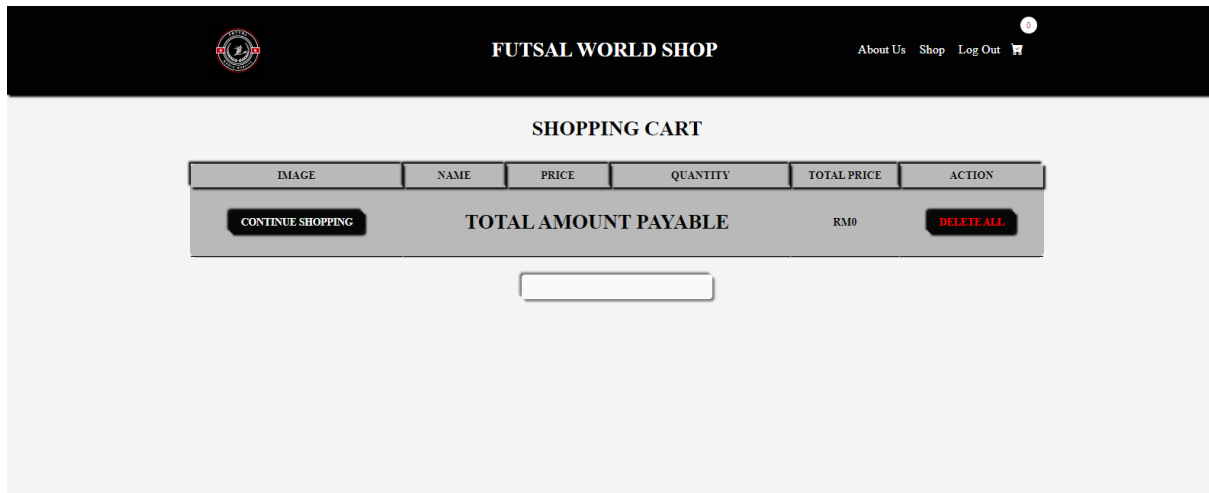 0
FUTSAL WORLD SHOP
About Us Shop Log Out
SHOPPING CART
IMAGE NAME PRICE QUANTITY TOTAL PRICE ACTION
CONTINUE SHOPPING TOTAL AMOUNT PAYABLE RM0 DELETE ALL